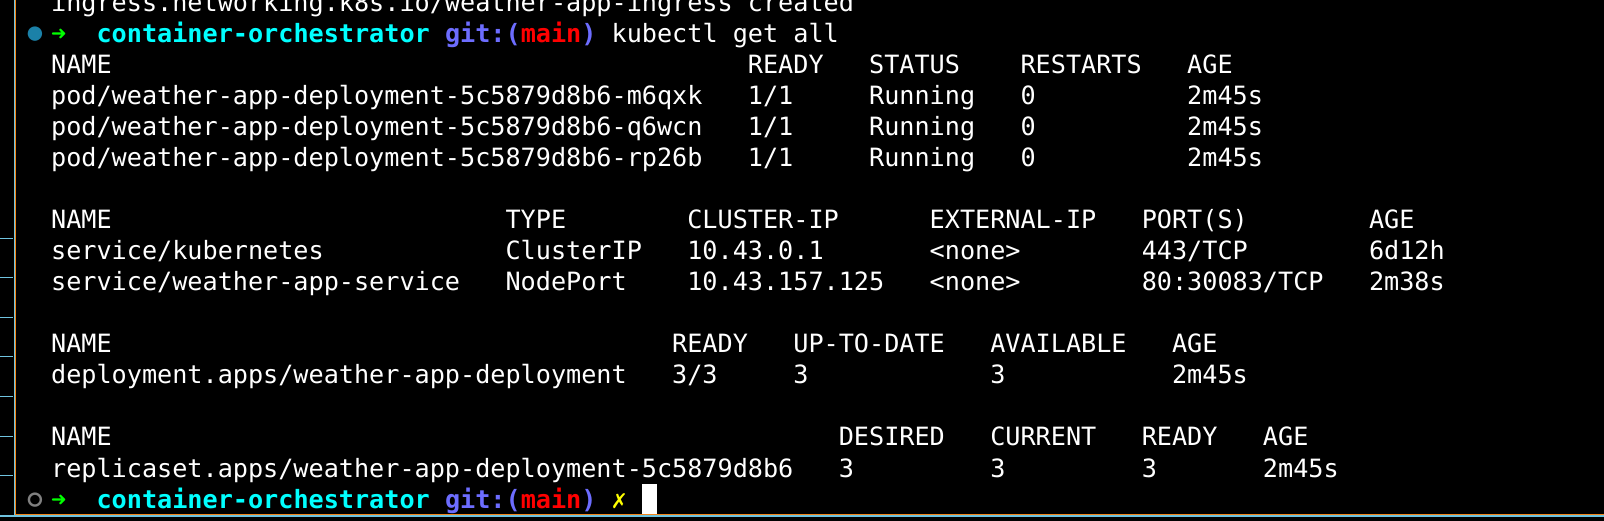 ingress.networking.k8s.io/weather-app-ingress created
➜  container-orchestrator git:(main) kubectl get all
NAME                                          READY   STATUS    RESTARTS   AGE
pod/weather-app-deployment-5c5879d8b6-m6qxk   1/1     Running   0          2m45s
pod/weather-app-deployment-5c5879d8b6-q6wcn   1/1     Running   0          2m45s
pod/weather-app-deployment-5c5879d8b6-rp26b   1/1     Running   0          2m45s
NAME                          TYPE        CLUSTER-IP      EXTERNAL-IP   PORT(S)        AGE
service/kubernetes            ClusterIP   10.43.0.1       <none>        443/TCP        6d12h
service/weather-app-service   NodePort    10.43.157.125   <none>        80:30083/TCP   2m38s
NAME                                     READY   UP-TO-DATE   AVAILABLE   AGE
deployment.apps/weather-app-deployment   3/3     3            3           2m45s
NAME                                                DESIRED   CURRENT   READY   AGE
replicaset.apps/weather-app-deployment-5c5879d8b6   3         3         3       2m45s
➜  container-orchestrator git:(main) ✗